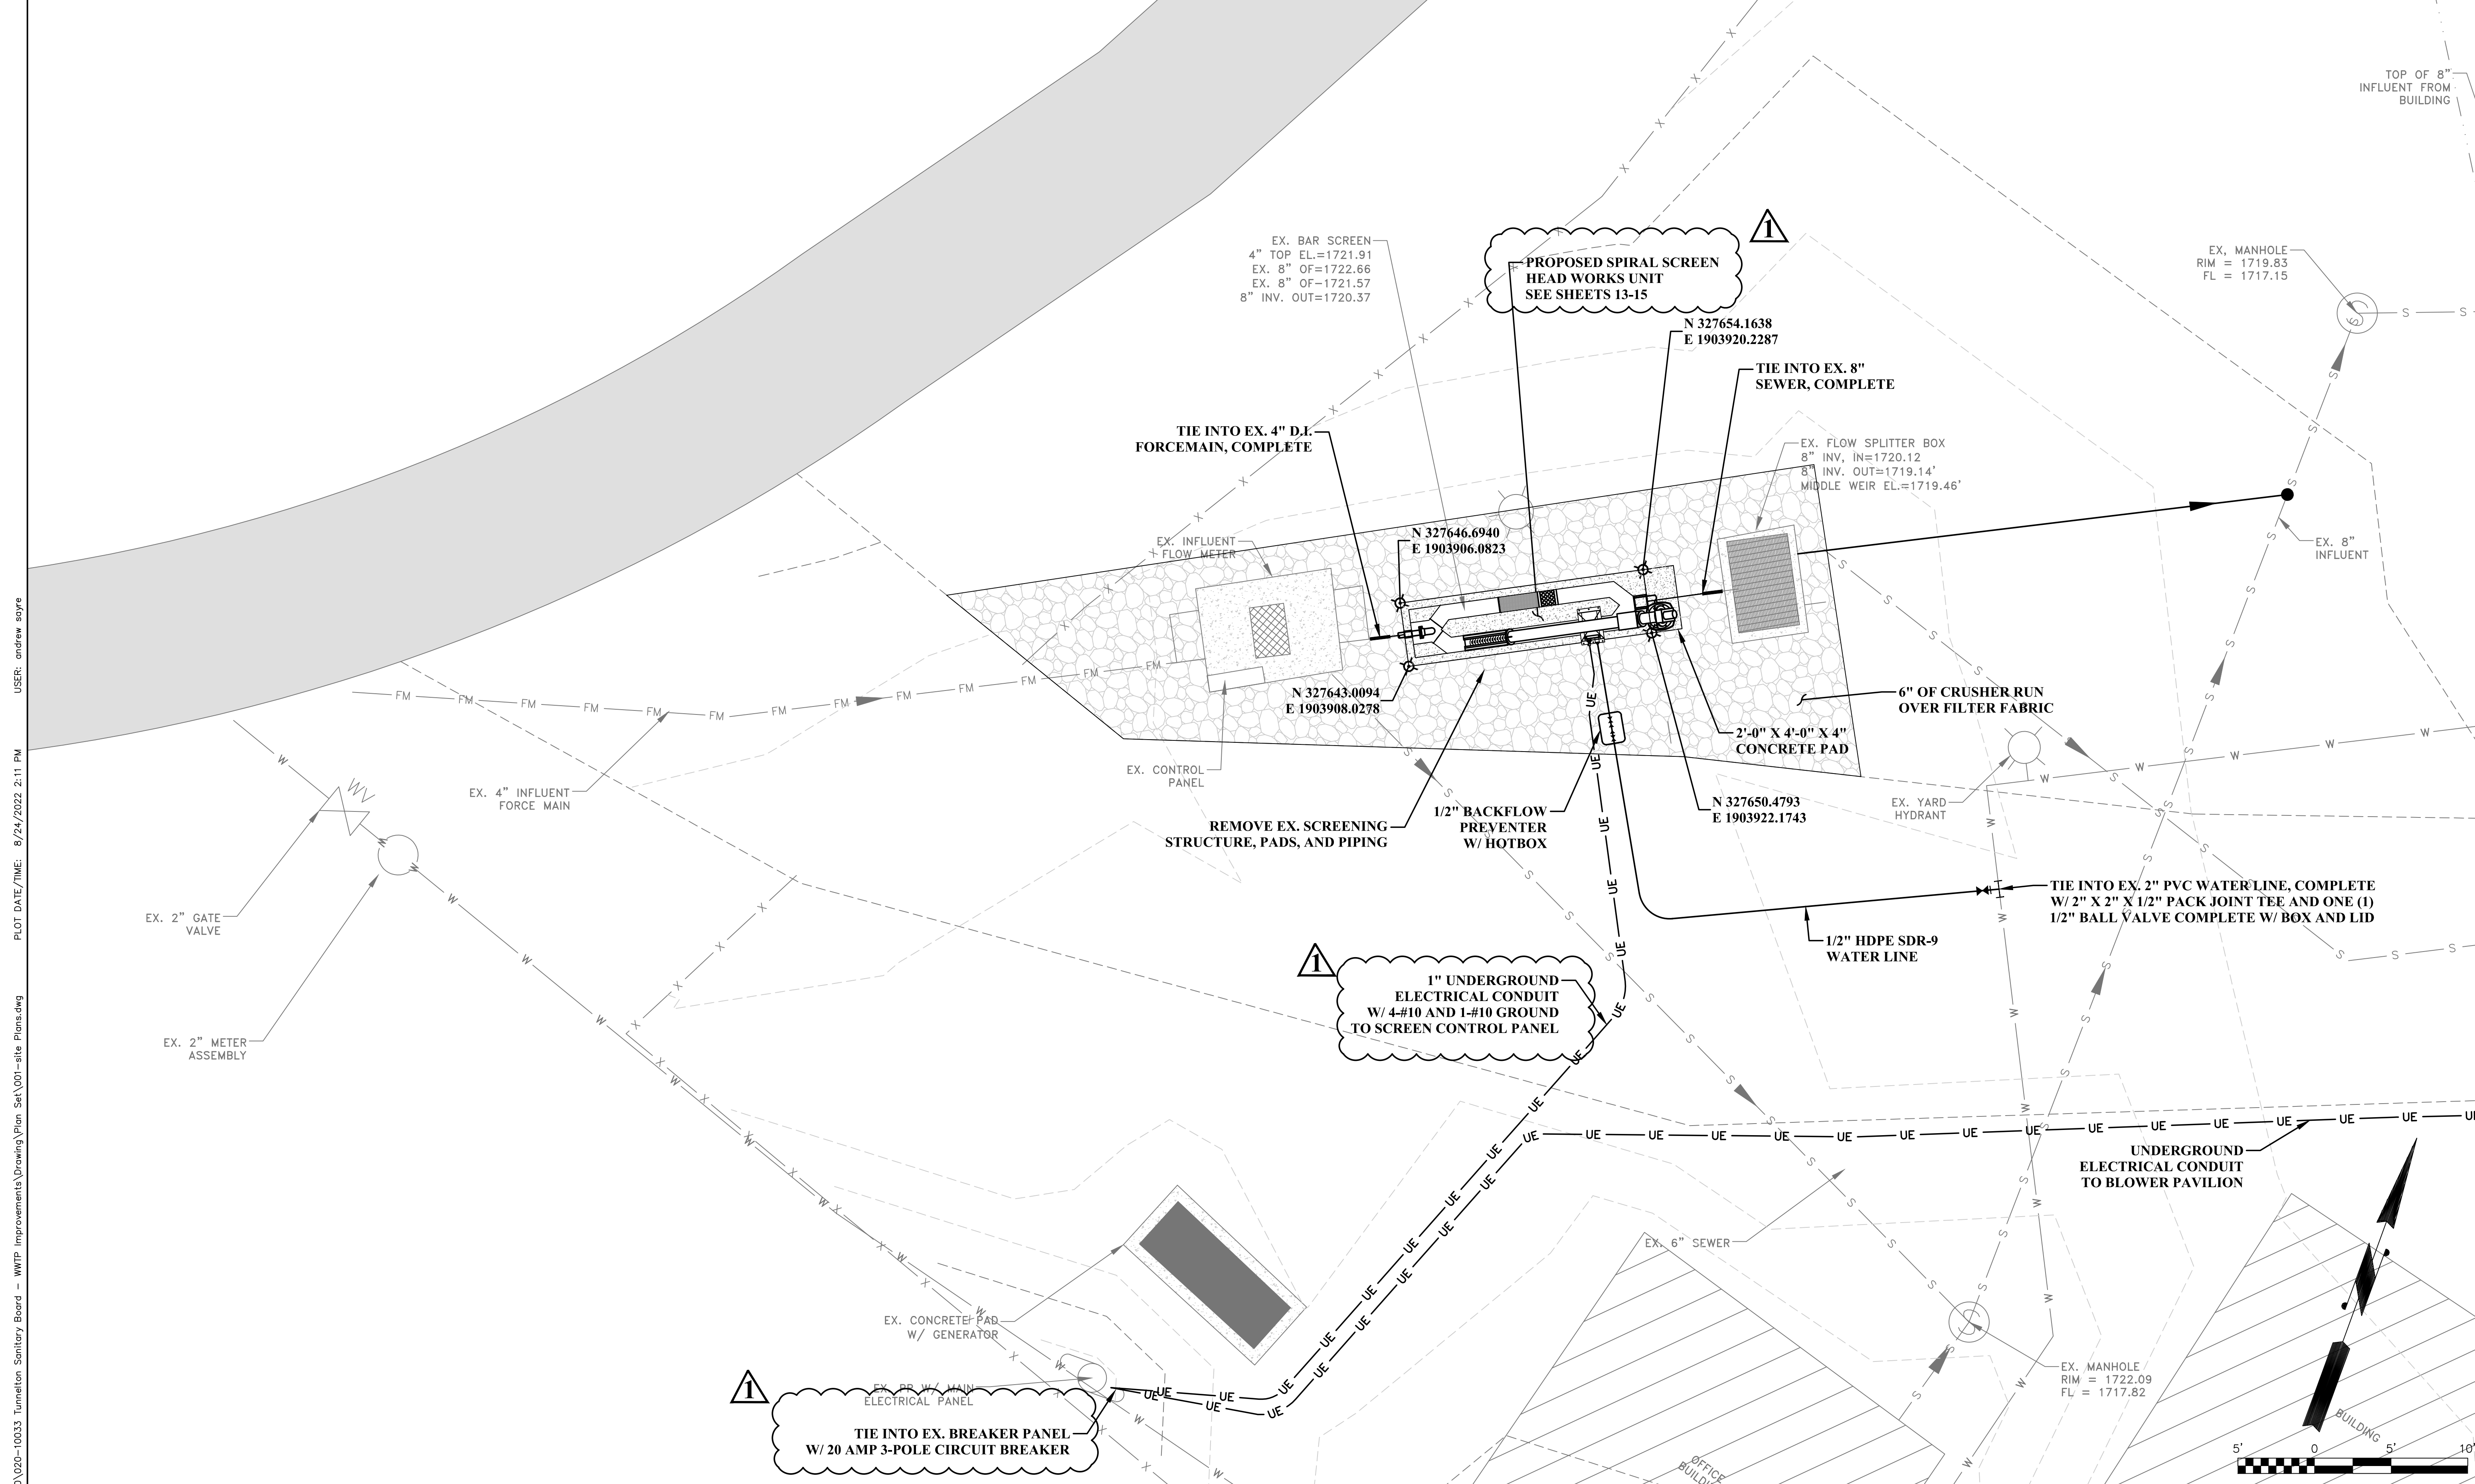 TOP OF 8"
INFLUENT FROM
BUILDING
1
PROPOSED SPIRAL SCREEN
HEAD WORKS UNIT
SEE SHEETS 13-15
EX. BAR SCREEN
4" TOP EL.=1721.91
EX. 8" OF=1722.66
EX. 8" OF-1721.57
8" INV. OUT=1720.37
EX, MANHOLE
RIM = 1719.83
FL = 1717.15
N 327654.1638
E 1903920.2287
TIE INTO EX. 8"
SEWER, COMPLETE
TIE INTO EX. 4" D.I.
FORCEMAIN, COMPLETE
EX. FLOW SPLITTER BOX
8" INV, IN=1720.12
8" INV. OUT=1719.14'
MIDDLE WEIR EL.=1719.46'
N 327646.6940
E 1903906.0823
EX. INFLUENT
FLOW METER
EX. 8"
INFLUENT
N 327643.0094
E 1903908.0278
6" OF CRUSHER RUN
OVER FILTER FABRIC
2'-0" X 4'-0" X 4"
CONCRETE PAD
EX. CONTROL
PANEL
EX. 4" INFLUENT
FORCE MAIN
REMOVE EX. SCREENING
STRUCTURE, PADS, AND PIPING
1/2" BACKFLOW
PREVENTER
W/ HOTBOX
N 327650.4793
E 1903922.1743
EX. YARD
HYDRANT
EX. 2" GATE
VALVE
TIE INTO EX. 2" PVC WATER LINE, COMPLETE
W/ 2" X 2" X 1/2" PACK JOINT TEE AND ONE (1)
1/2" BALL VALVE COMPLETE W/ BOX AND LID
1/2" HDPE SDR-9
WATER LINE
1
1" UNDERGROUND
ELECTRICAL CONDUIT
W/ 4-#10 AND 1-#10 GROUND
TO SCREEN CONTROL PANEL
EX. 2" METER
ASSEMBLY
UNDERGROUND
ELECTRICAL CONDUIT
TO BLOWER PAVILION
EX. 6" SEWER
EX. CONCRETE PAD
W/ GENERATOR
EX. PB W/ MAIN
ELECTRICAL PANEL
1
TIE INTO EX. BREAKER PANEL
W/ 20 AMP 3-POLE CIRCUIT BREAKER
EX. MANHOLE
RIM = 1722.09
FL = 1717.82
BUILDING
OFFICE
BUILDING
5' 0 5' 10'
0\020-10033 Tunnelton Sanitary Board - WWTP Improvements\Drawing\Plan Set\001-site Plans.dwg PLOT DATE/TIME: 8/24/2022 2:11 PM USER: andrew sayre